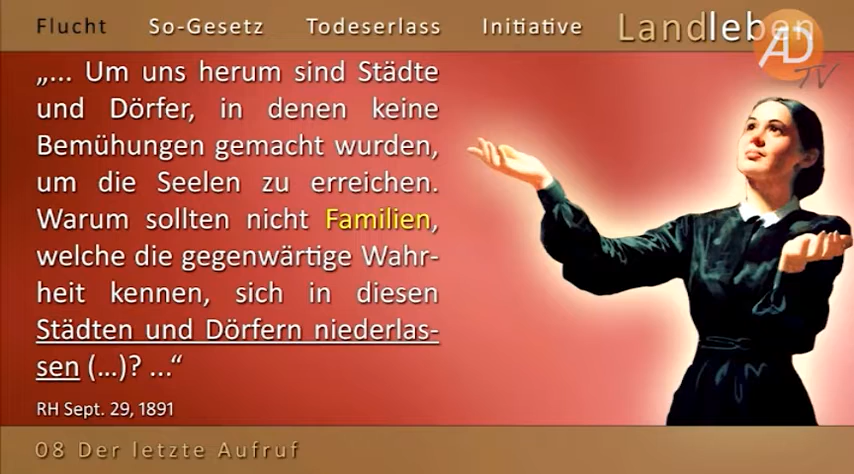 Flucht So-Gesetz Todeserlass Initiative Landleben
AD
TV
„... Um uns herum sind Städte
und Dörfer, in denen keine
Bemühungen gemacht wurden,
um die Seelen zu erreichen.
Warum sollten nicht Familien,
welche die gegenwärtige Wahr-
heit kennen, sich in diesen
Städten und Dörfern niederlas-
sen (...)? ...“
RH Sept. 29, 1891
08 Der letzte Aufruf